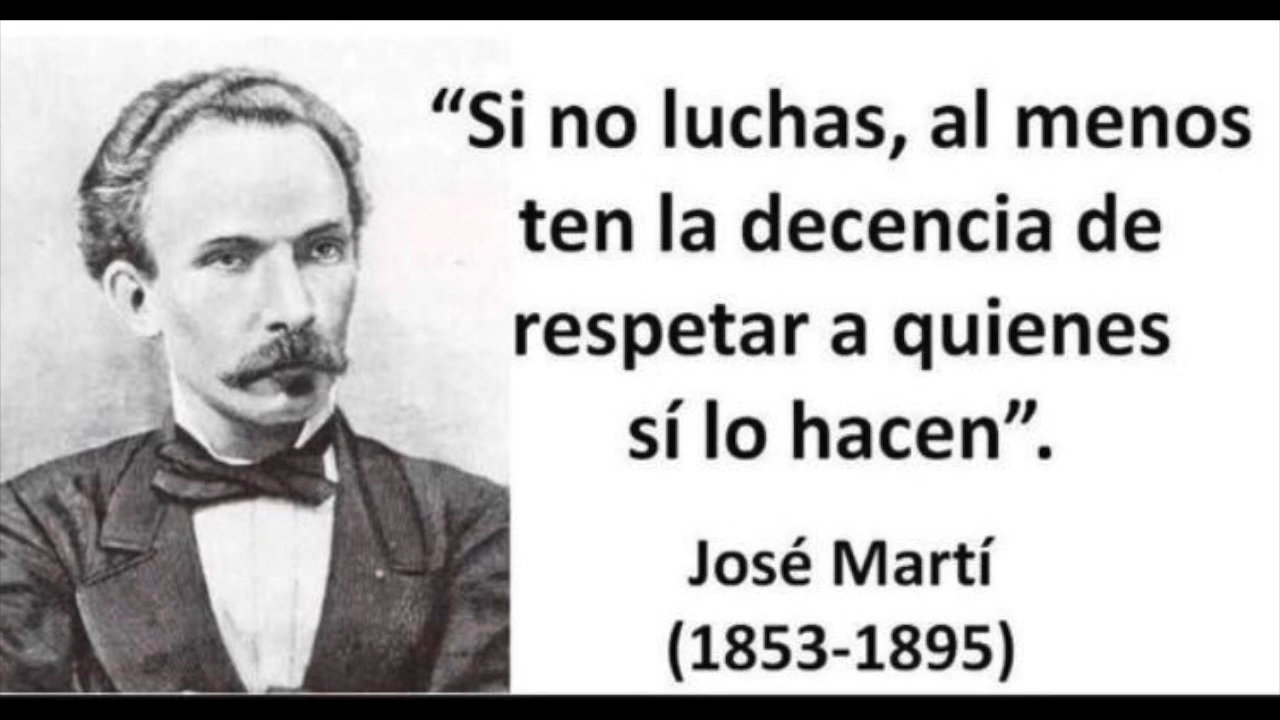 “Si no luchas, al menos
ten la decencia de
respetar a quienes
sí lo hacen”.
José Martí
(1853-1895)